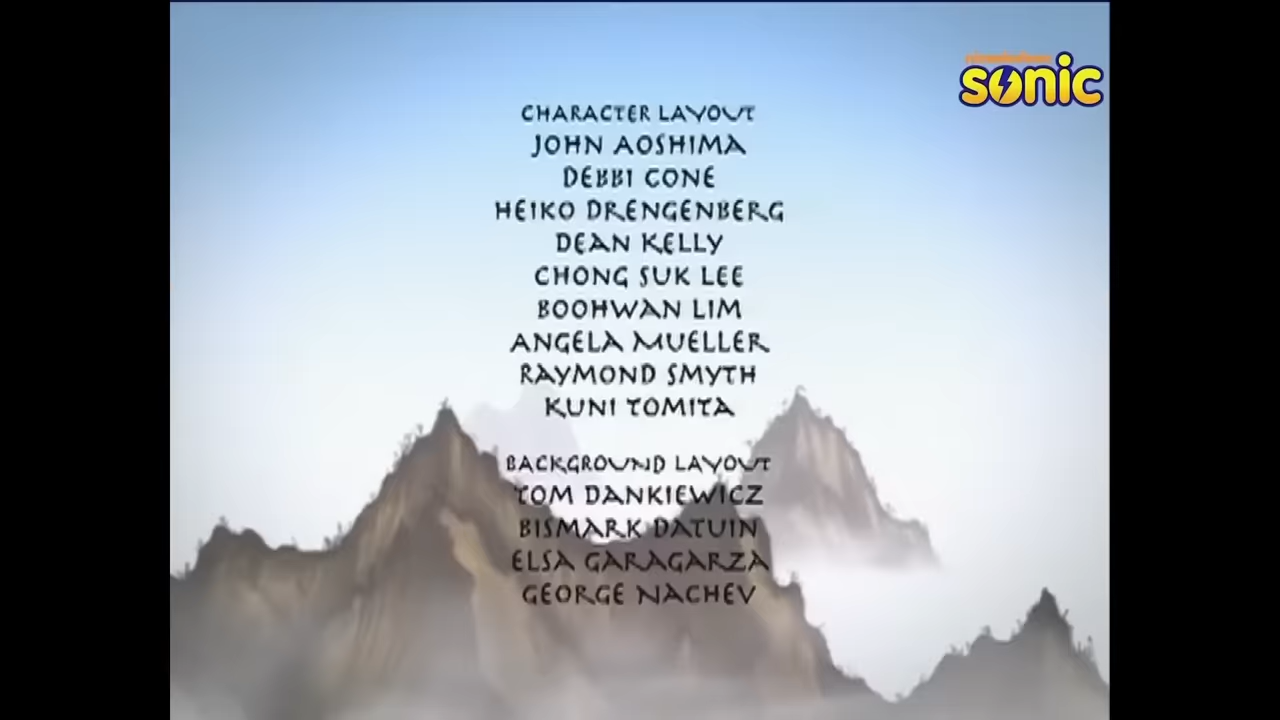 nickelodeon
sonic
CHARACTER LAYOUT
JOHN AOSHIMA
DEBBI CONE
HEIKO DRENGENBERG
DEAN KELLY
CHONG SUK LEE
BOOHWAN LIM
ANGELA MUELLER
RAYMOND SMYTH
KUNI TOMITA
BACKGROUND LAYOUT
TOM DANKIEWICZ
BISMARK DATUIN
ELSA GARAGARZA
GEORGE NACHEV